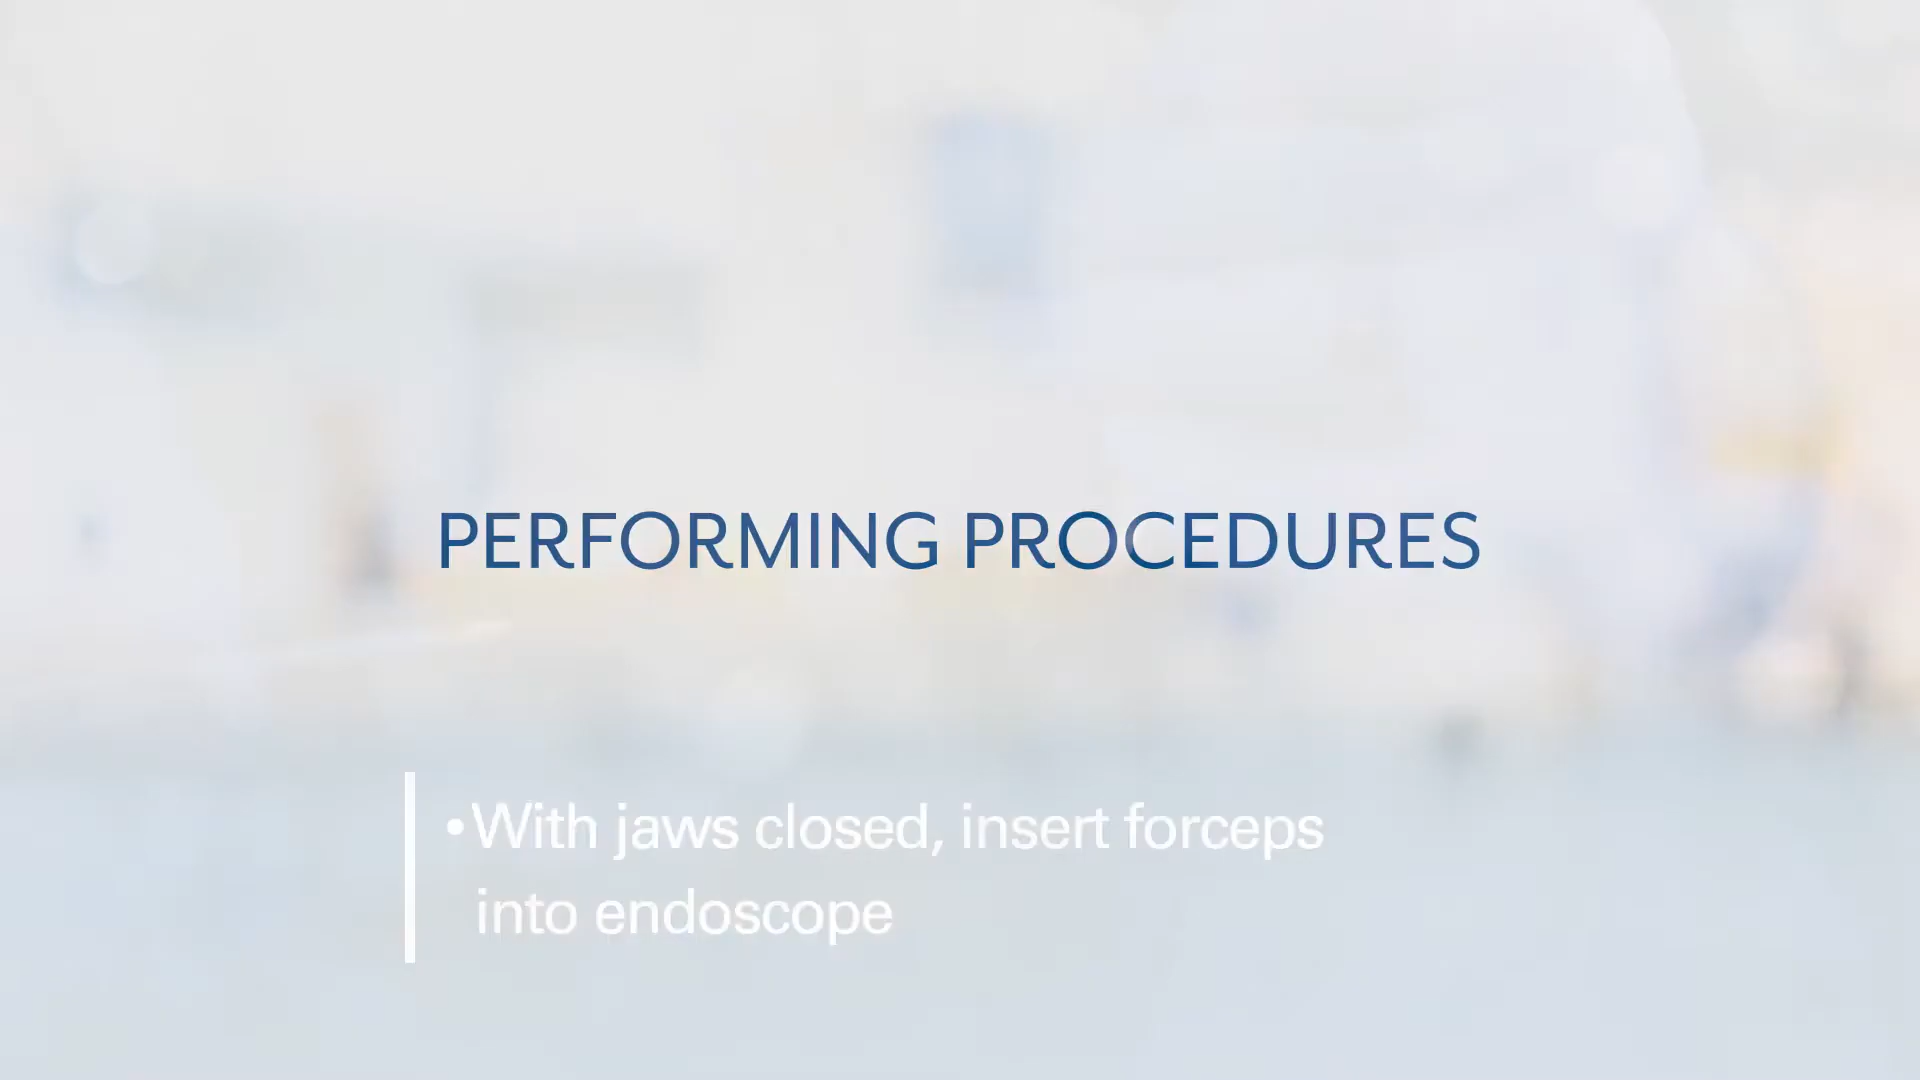 PERFORMING PROCEDURES
•With jaws closed, insert forceps
into endoscope